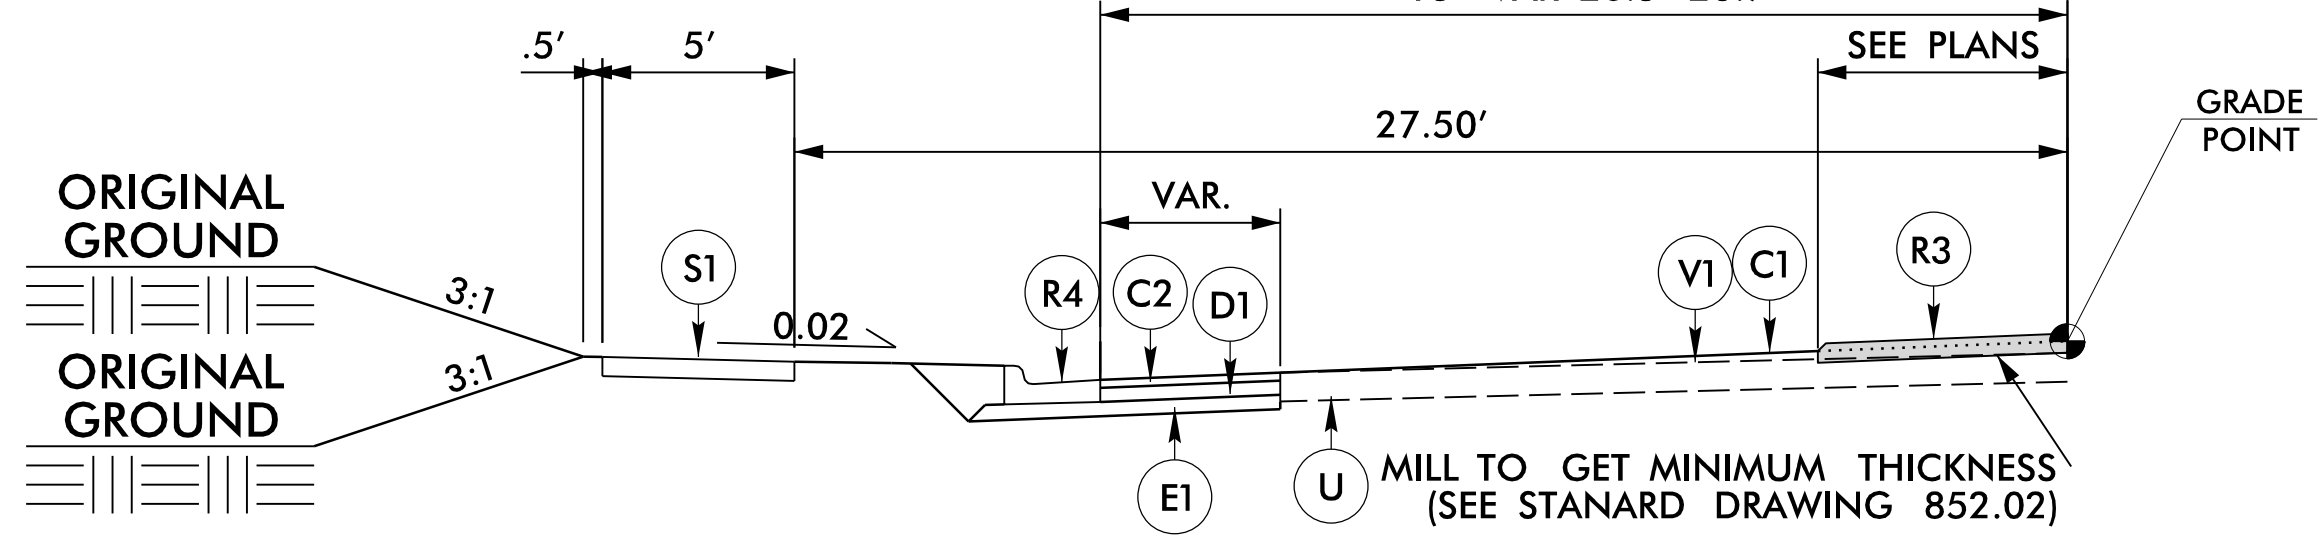 .5′
5′
SEE PLANS
GRADE
POINT
27.50′
VAR.
ORIGINAL
GROUND
3:1
S1
R4
C2
D1
V1
C1
R3
0.02
ORIGINAL
GROUND
3:1
E1
U
MILL TO GET MINIMUM THICKNESS
(SEE STANARD DRAWING 852.02)